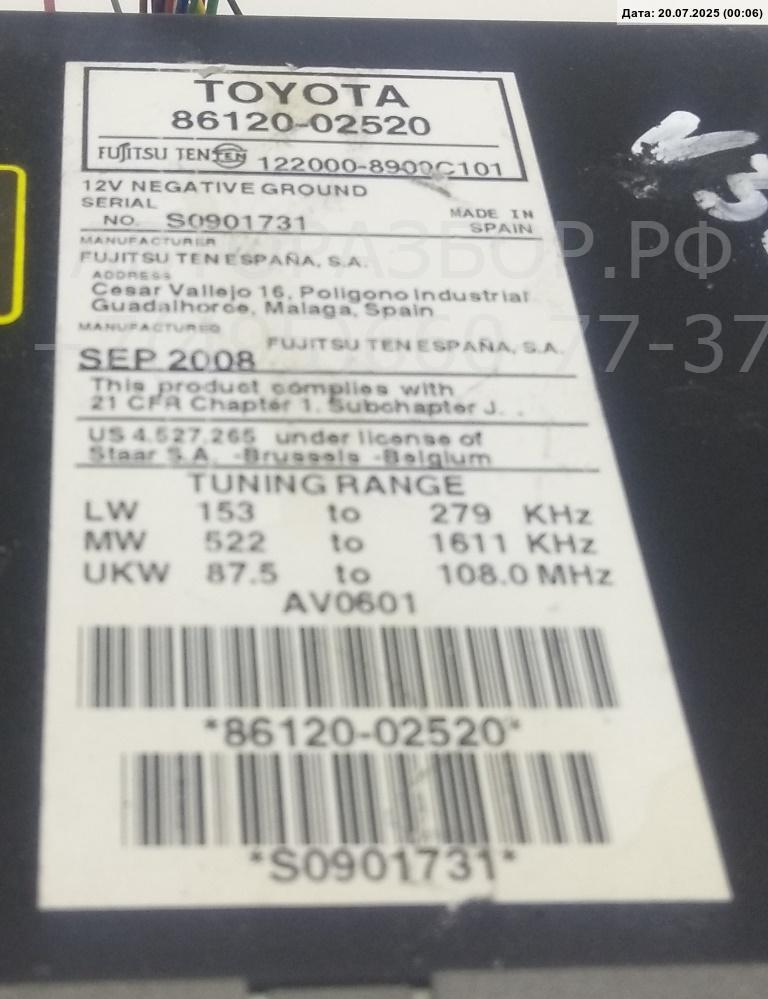 Дата: 20.07.2025 (00:06)
TOYOTA
86120-02520
FUJITSU TEN TEN 122000-8900C101
12V NEGATIVE GROUND
SERIAL
NO. S0901731
MADE IN
SPAIN
MANUFACTURER
FUJITSU TEN ESPAÑA, S.A.
ADDRESS
Cesar Vallejo 16, Poligono Industrial
Guadalhorce, Malaga, Spain
MANUFACTURED
FUJITSU TEN ESPAÑA, S.A.
SEP 2008
This product complies with
21 CFR Chapter 1, Subchapter J. .
US 4.527.265 under license of
Staar S.A. -Brussels -Belgium
TUNING RANGE
LW 153 to 279 KHz
MW 522 to 1611 KHz
UKW 87.5 to 108.0 MHz
AV0601
*86120-02520*
*S0901731*